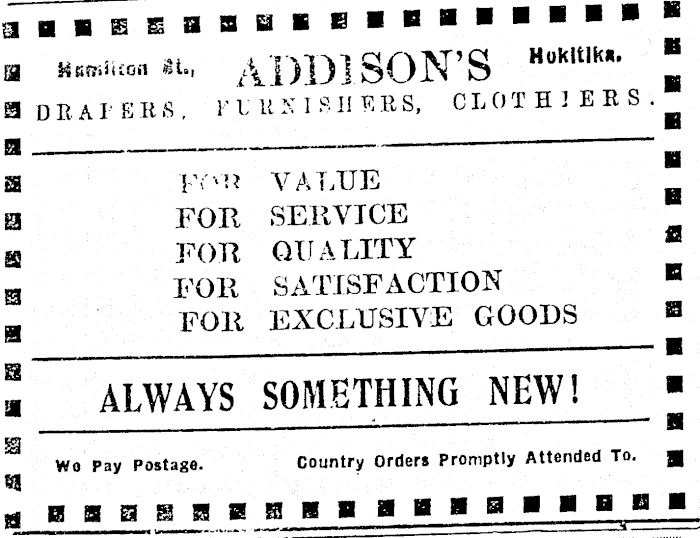 Hamilton St., ADDISON'S Hokitika.
DRAPERS, FURNISHERS, CLOTHIERS.
FOR VALUE
FOR SERVICE
FOR QUALITY
FOR SATISFACTION
FOR EXCLUSIVE GOODS
ALWAYS SOMETHING NEW!
We Pay Postage. Country Orders Promptly Attended To.